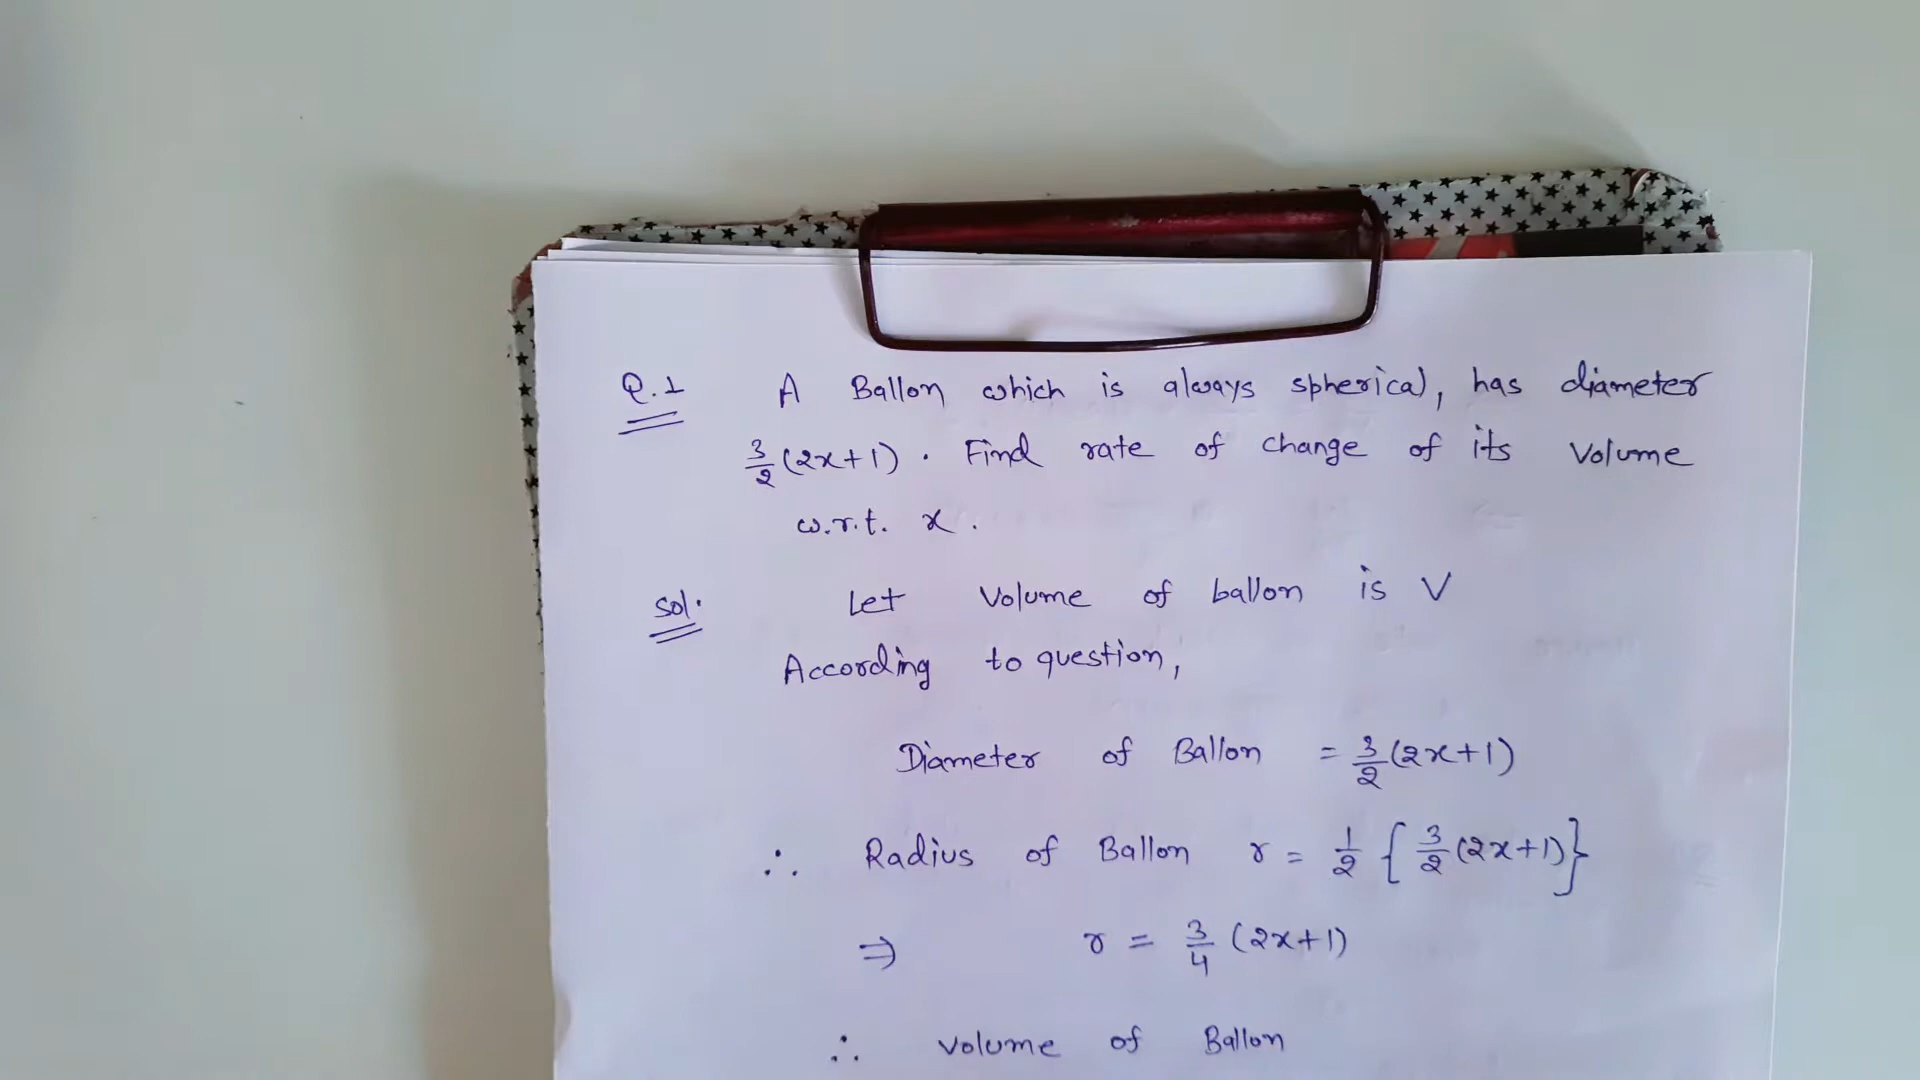 Q.1 A Ballon which is always spherical, has diameter
3/2 (2x+1). Find rate of change of its Volume
w.r.t. x.
Sol. Let Volume of ballon is V
According to question,
Diameter of Ballon = 3/2 (2x+1)
∴ Radius of Ballon r = 1/2 { 3/2 (2x+1) }
⇒ r = 3/4 (2x+1)
∴ Volume of Ballon